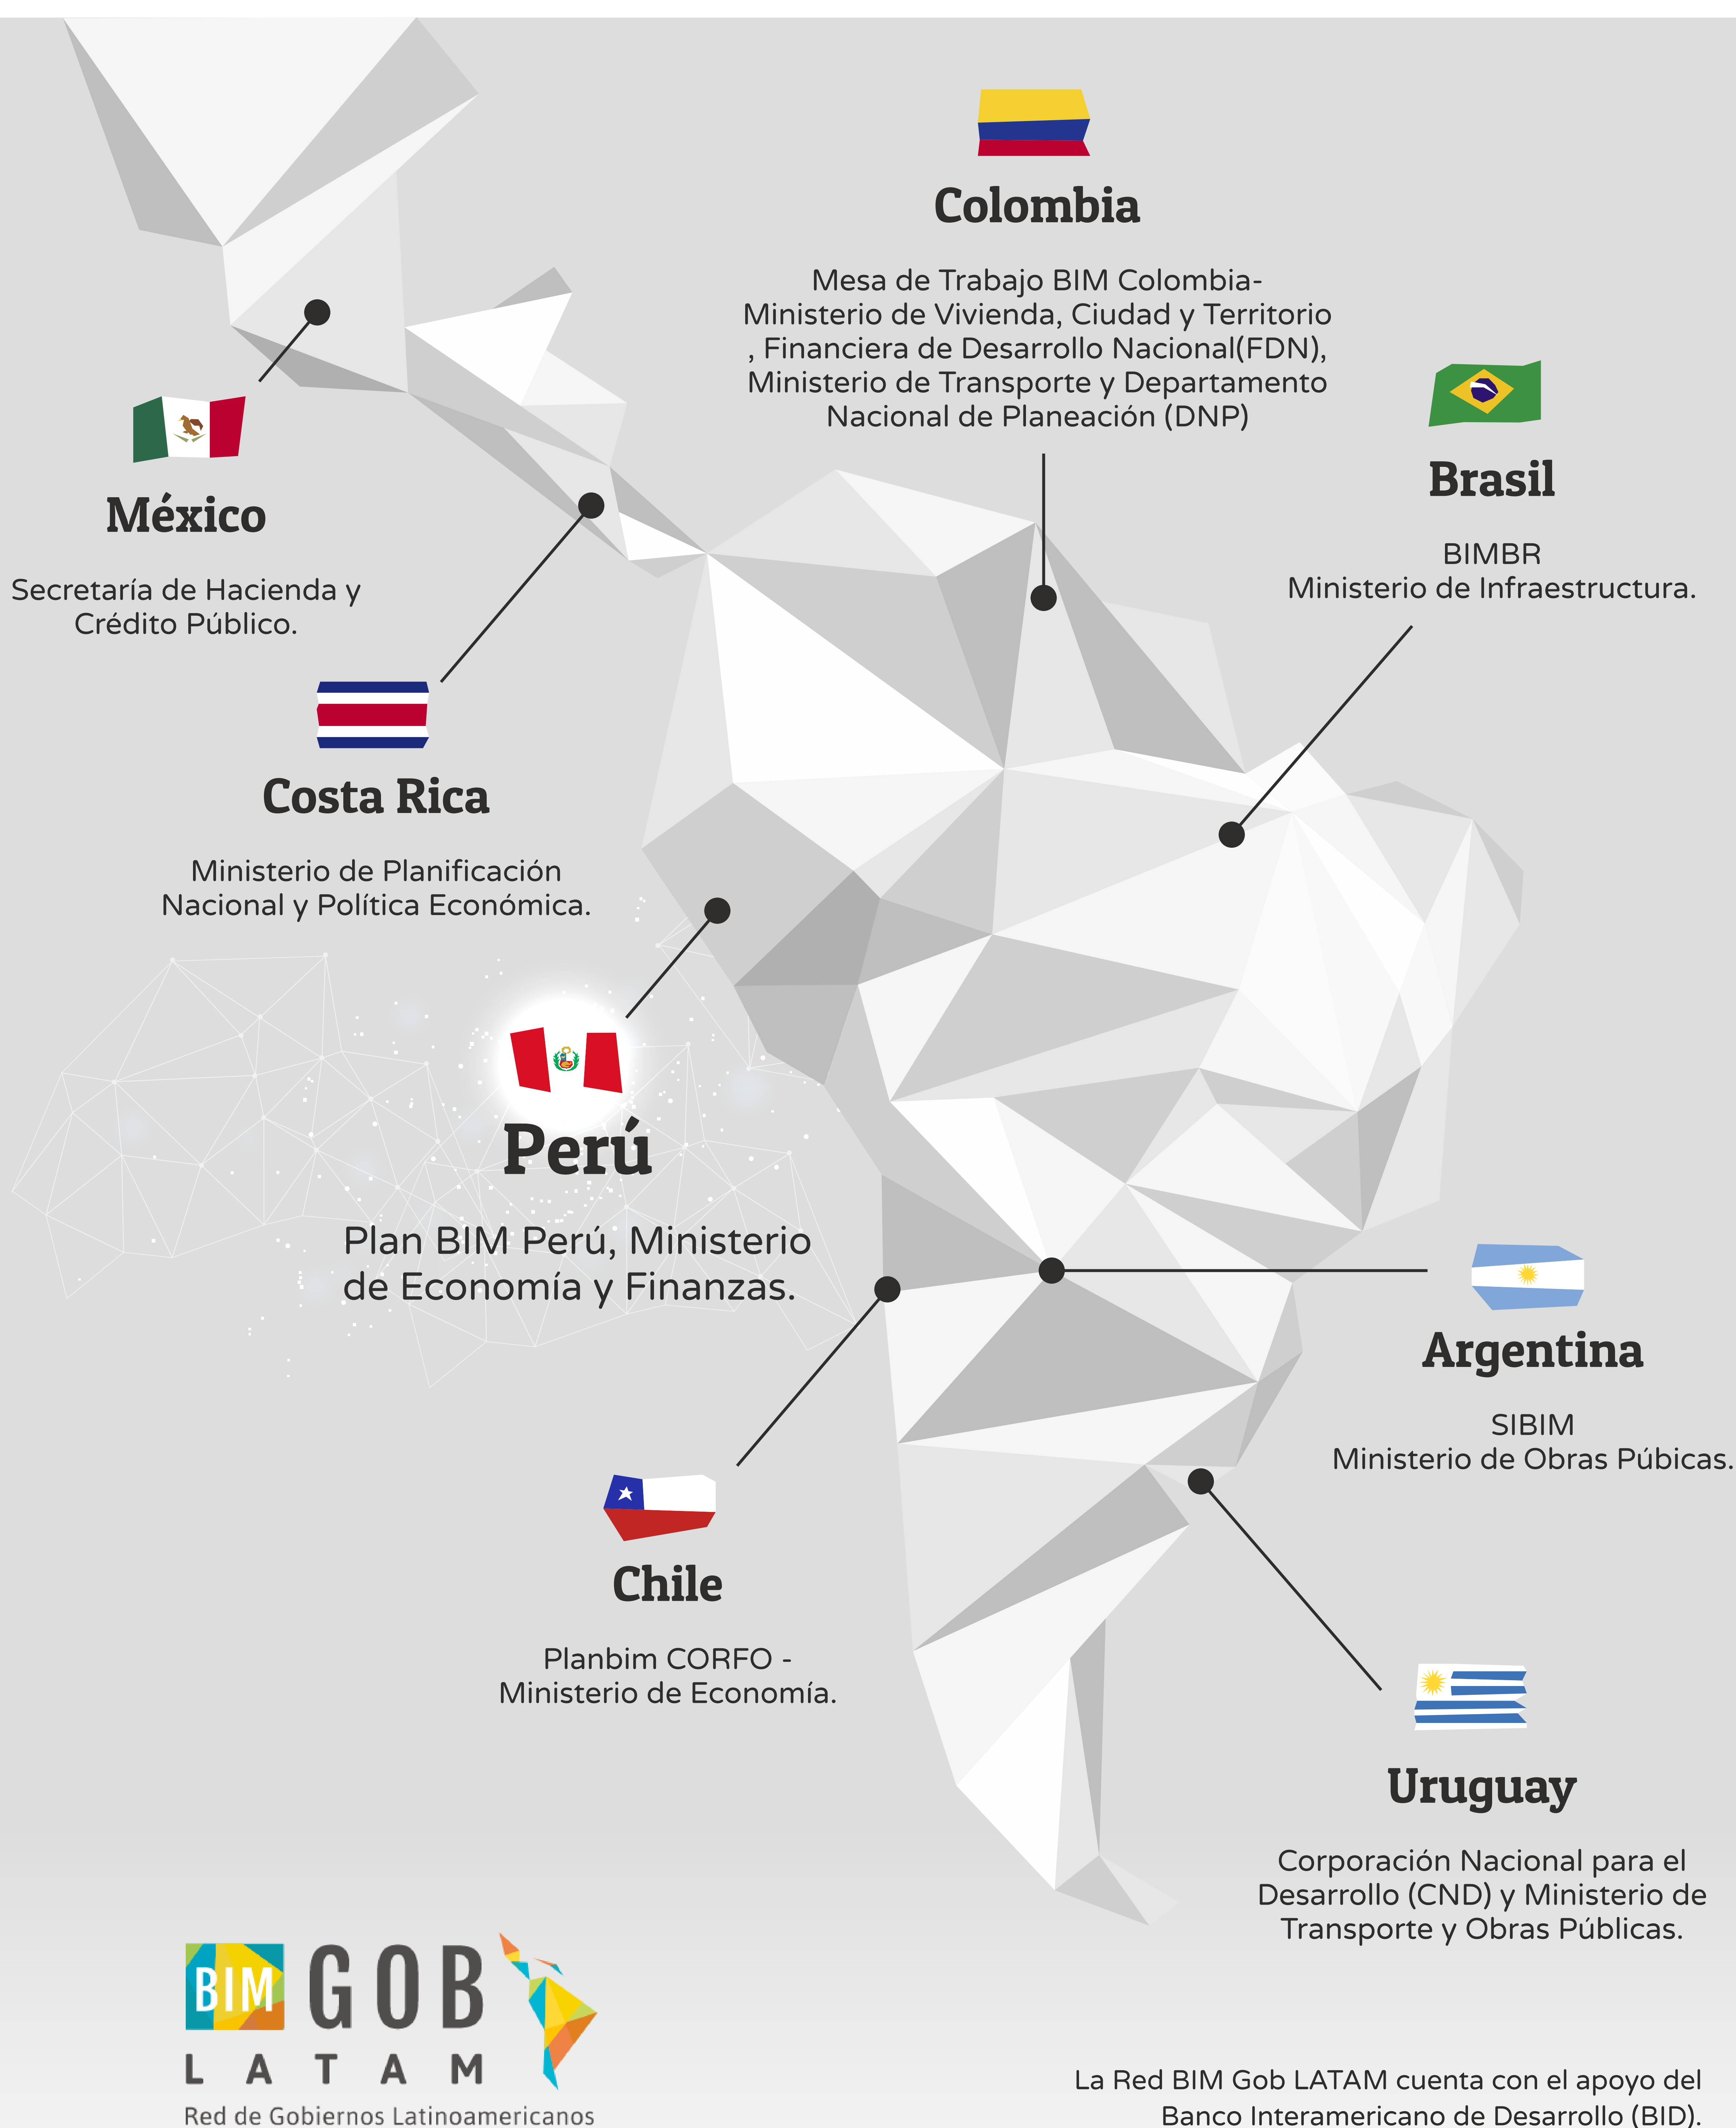 Colombia
Mesa de Trabajo BIM Colombia-
Ministerio de Vivienda, Ciudad y Territorio
, Financiera de Desarrollo Nacional(FDN),
Ministerio de Transporte y Departamento
Nacional de Planeación (DNP)
Brasil
BIMBR
Ministerio de Infraestructura.
México
Secretaría de Hacienda y
Crédito Público.
Costa Rica
Ministerio de Planificación
Nacional y Política Económica.
Perú
Plan BIM Perú, Ministerio
de Economía y Finanzas.
Argentina
SIBIM
Ministerio de Obras Púbicas.
Chile
Planbim CORFO -
Ministerio de Economía.
Uruguay
Corporación Nacional para el
Desarrollo (CND) y Ministerio de
Transporte y Obras Públicas.
BIM GOB
LATAM
Red de Gobiernos Latinoamericanos
La Red BIM Gob LATAM cuenta con el apoyo del
Banco Interamericano de Desarrollo (BID).